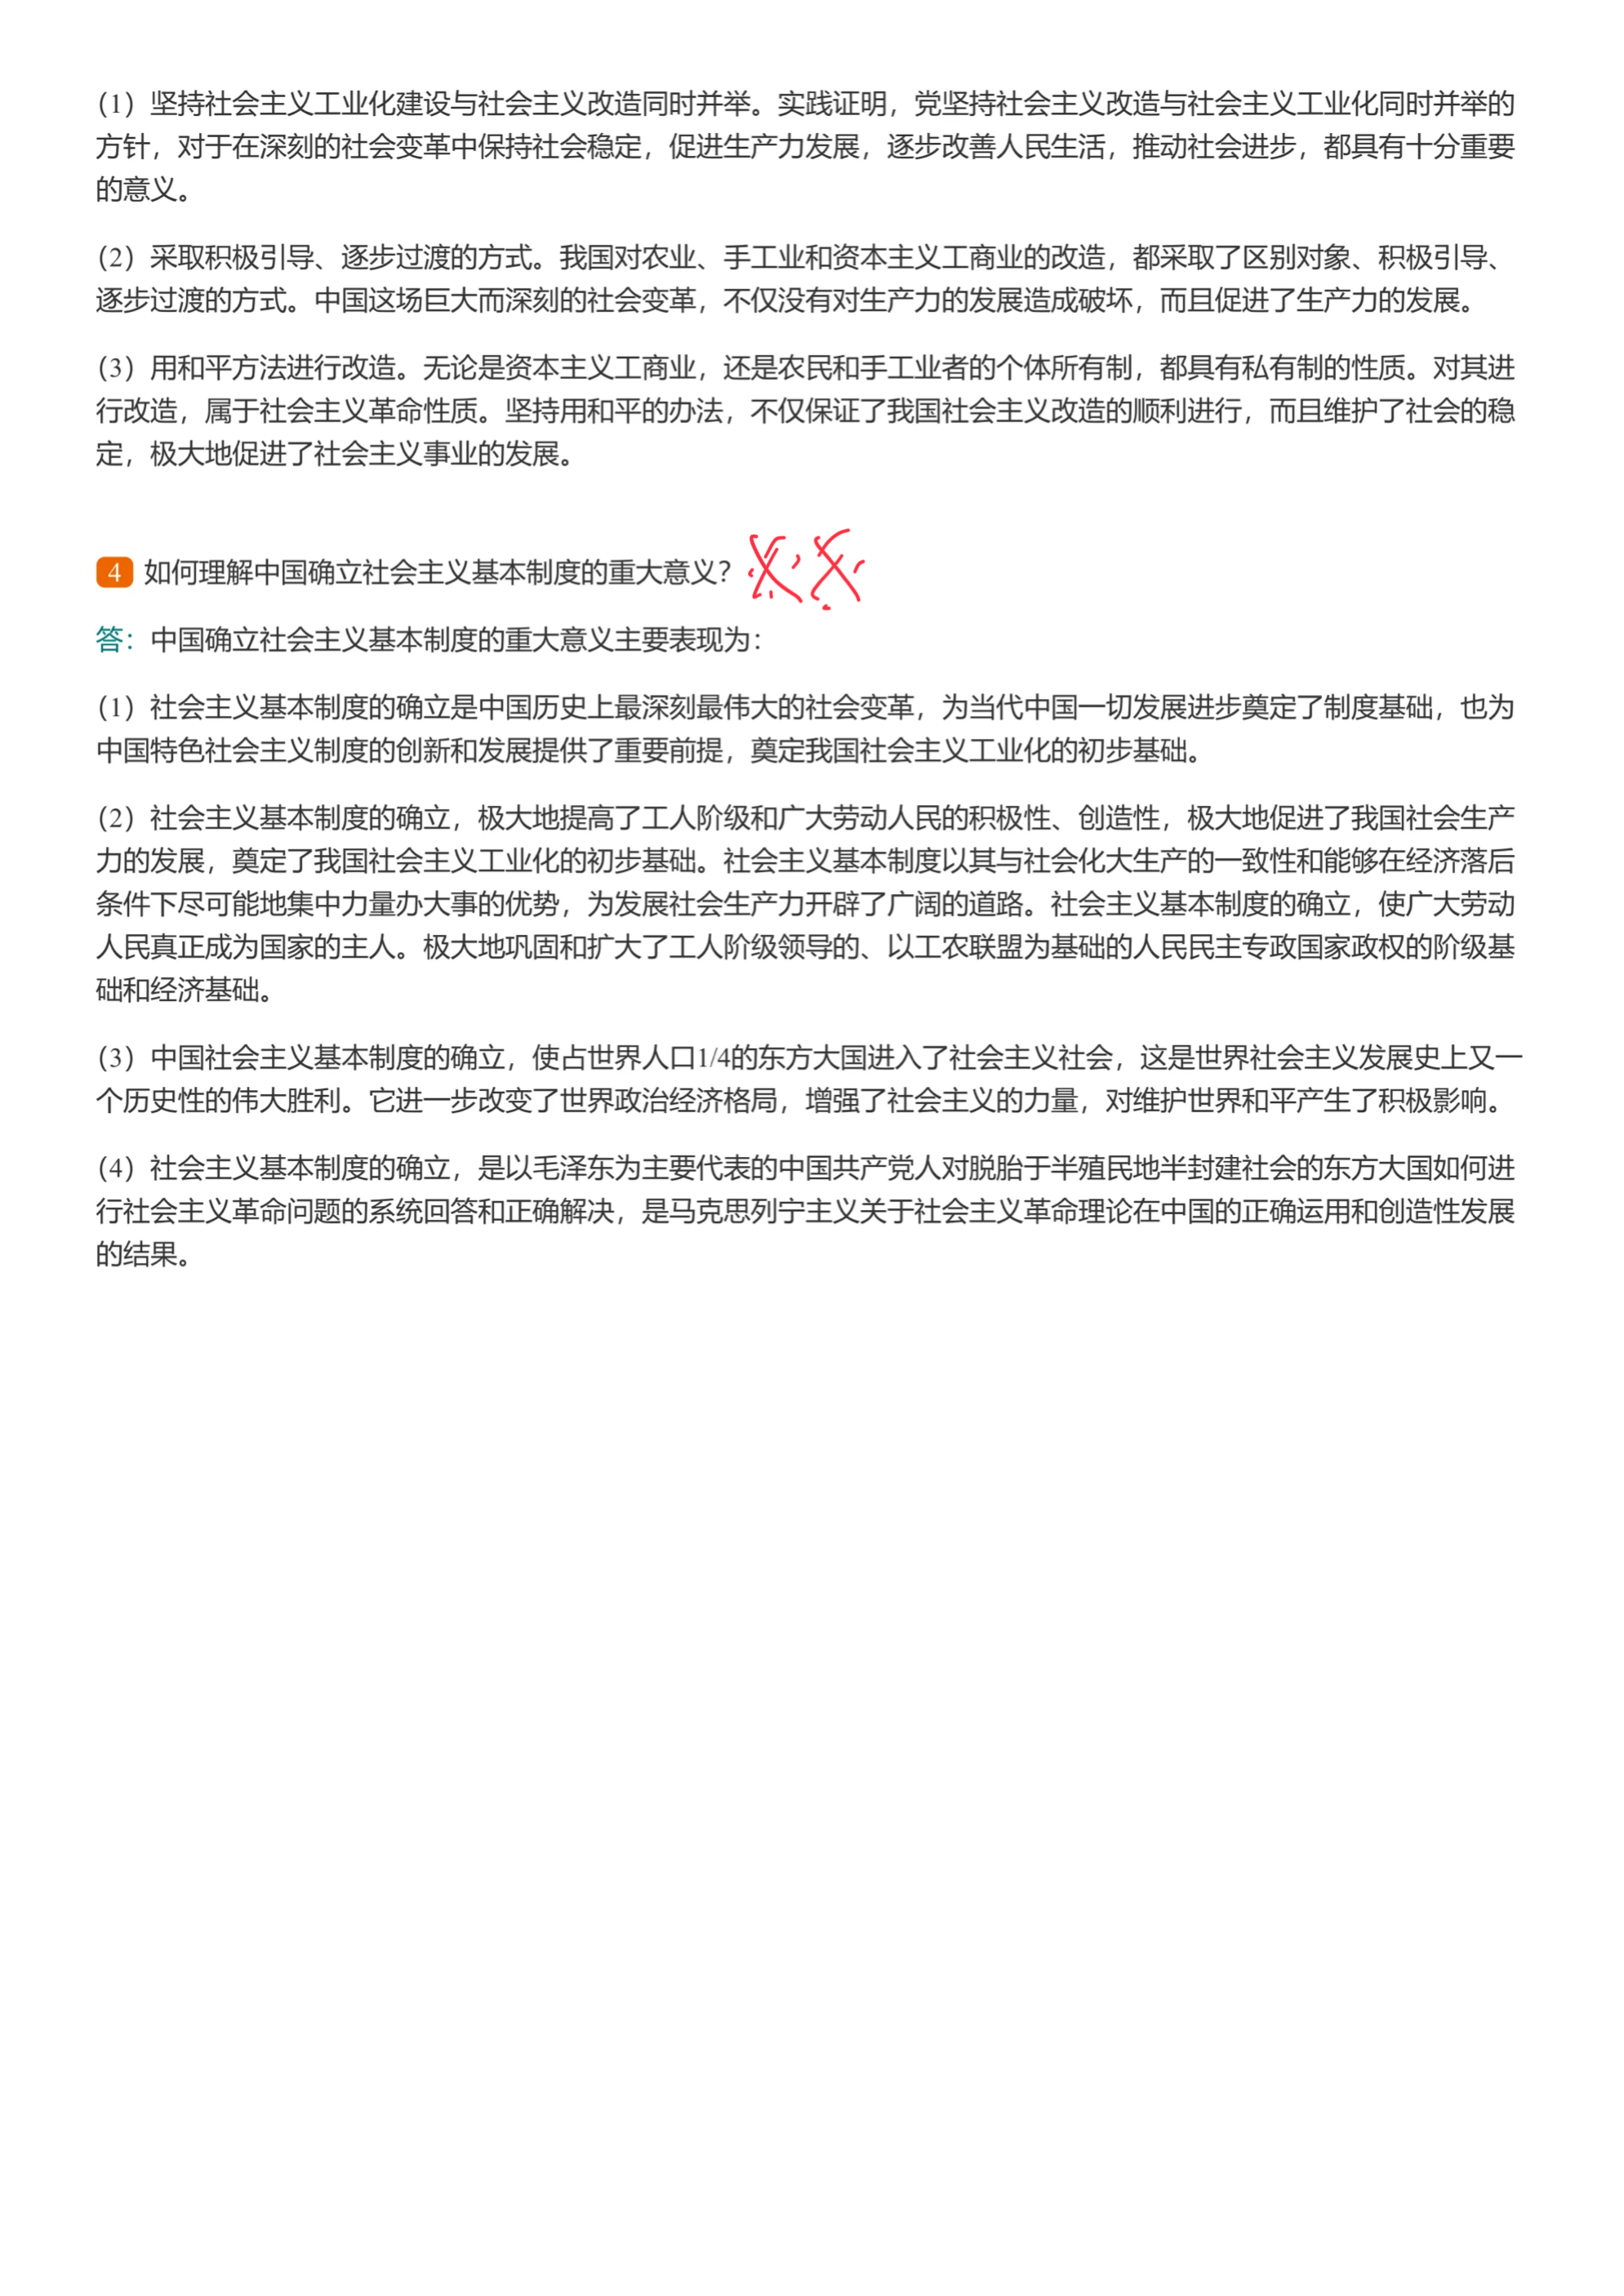 （1）坚持社会主义工业化建设与社会主义改造同时并举。实践证明，党坚持社会主义改造与社会主义工业化同时并举的
方针，对于在深刻的社会变革中保持社会稳定，促进生产力发展，逐步改善人民生活，推动社会进步，都具有十分重要
的意义。
（2）采取积极引导、逐步过渡的方式。我国对农业、手工业和资本主义工商业的改造，都采取了区别对象、积极引导、
逐步过渡的方式。中国这场巨大而深刻的社会变革，不仅没有对生产力的发展造成破坏，而且促进了生产力的发展。
（3）用和平方法进行改造。无论是资本主义工商业，还是农民和手工业者的个体所有制，都具有私有制的性质。对其进
行改造，属于社会主义革命性质。坚持用和平的办法，不仅保证了我国社会主义改造的顺利进行，而且维护了社会的稳
定，极大地促进了社会主义事业的发展。
4 如何理解中国确立社会主义基本制度的重大意义？
答：中国确立社会主义基本制度的重大意义主要表现为：
（1）社会主义基本制度的确立是中国历史上最深刻最伟大的社会变革，为当代中国一切发展进步奠定了制度基础，也为
中国特色社会主义制度的创新和发展提供了重要前提，奠定我国社会主义工业化的初步基础。
（2）社会主义基本制度的确立，极大地提高了工人阶级和广大劳动人民的积极性、创造性，极大地促进了我国社会生产
力的发展，奠定了我国社会主义工业化的初步基础。社会主义基本制度以其与社会化大生产的一致性和能够在经济落后
条件下尽可能地集中力量办大事的优势，为发展社会生产力开辟了广阔的道路。社会主义基本制度的确立，使广大劳动
人民真正成为国家的主人。极大地巩固和扩大了工人阶级领导的、以工农联盟为基础的人民民主专政国家政权的阶级基
础和经济基础。
（3）中国社会主义基本制度的确立，使占世界人口1/4的东方大国进入了社会主义社会，这是世界社会主义发展史上又一
个历史性的伟大胜利。它进一步改变了世界政治经济格局，增强了社会主义的力量，对维护世界和平产生了积极影响。
（4）社会主义基本制度的确立，是以毛泽东为主要代表的中国共产党人对脱胎于半殖民地半封建社会的东方大国如何进
行社会主义革命问题的系统回答和正确解决，是马克思列宁主义关于社会主义革命理论在中国的正确运用和创造性发展
的结果。